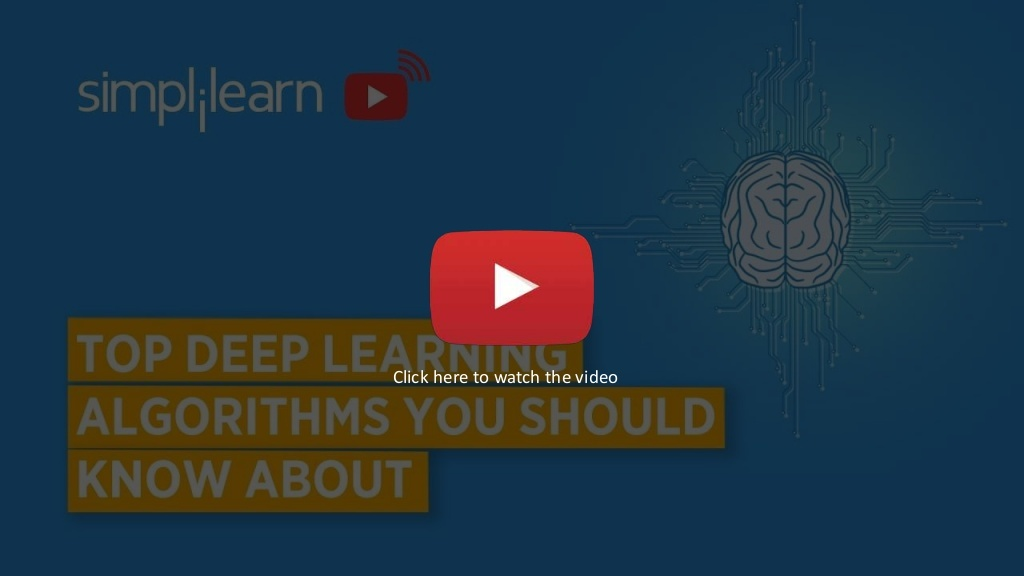 simplilearn
TOP DEEP LEARNING
Click here to watch the video
ALGORITHMS YOU SHOULD
KNOW ABOUT